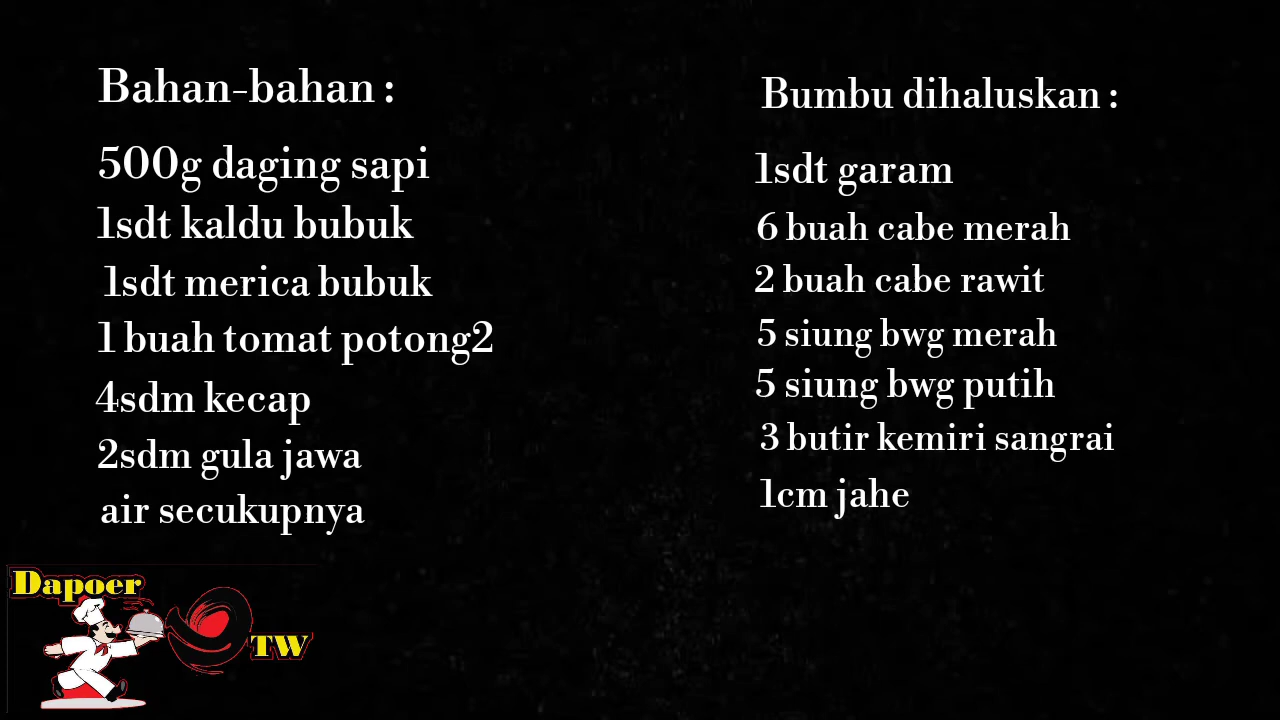 Bahan-bahan :
500g daging sapi
1sdt kaldu bubuk
1sdt merica bubuk
1 buah tomat potong2
4sdm kecap
2sdm gula jawa
air secukupnya
Bumbu dihaluskan :
1sdt garam
6 buah cabe merah
2 buah cabe rawit
5 siung bwg merah
5 siung bwg putih
3 butir kemiri sangrai
1cm jahe
Dapoer
TW